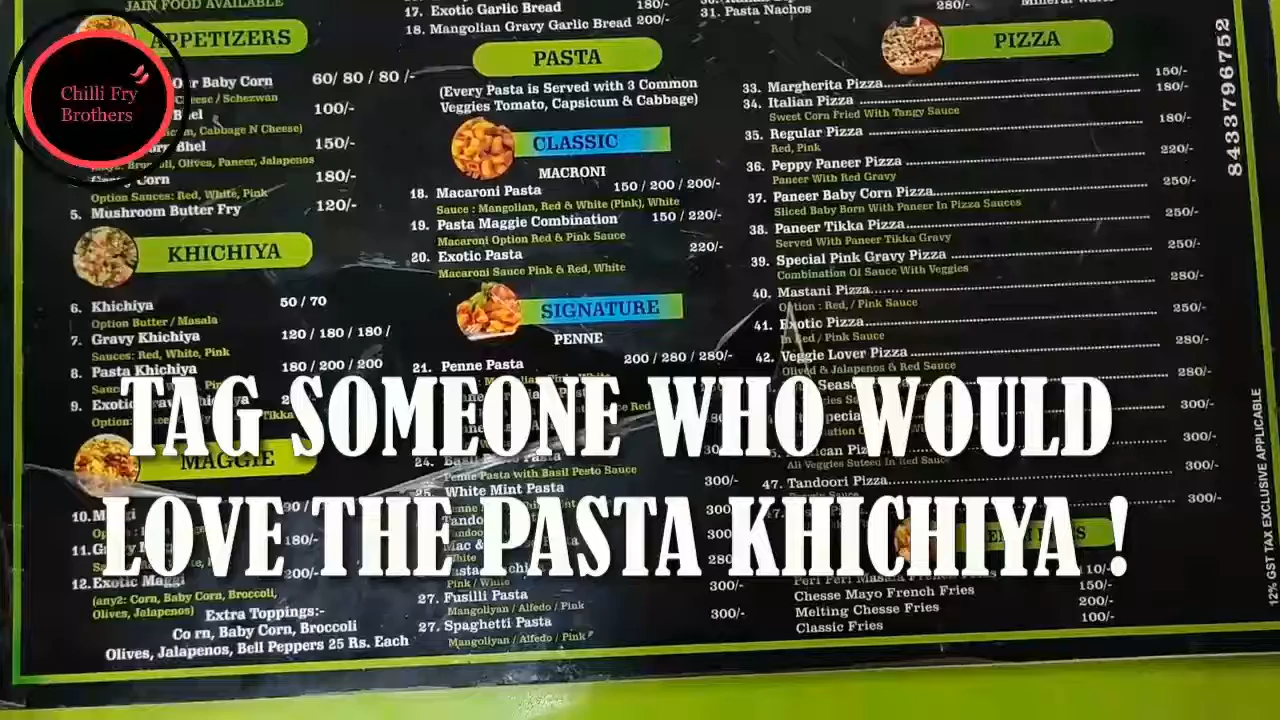 JAIN FOOD AVAILABLE
APPETIZERS
Baby Corn 60/ 80 / 80 /-
Cheese / Schezwan
Bhel 100/-
Cabbage N Cheese)
Bhel 150/-
Olives, Paneer, Jalapenos
Corn 180/-
Option Sauces: Red, White, Pink
5. Mushroom Butter Fry 120/-
KHICHIYA
6. Khichiya 50 / 70
Option Butter / Masala
7. Gravy Khichiya 120 / 180 / 180 /
Sauces: Red, White, Pink
8. Pasta Khichiya 180 / 200 / 200
9.
Option:
MAGGIE
10.
11.
180/-
12. Exotic Maggi 200/-
(any2: Corn, Baby Corn, Broccoli,
Olives, Jalapenos)
Extra Toppings:-
Co rn, Baby Corn, Broccoli
Olives, Jalapenos, Bell Peppers 25 Rs. Each
17. Exotic Garlic Bread 180/-
18. Mangolian Gravy Garlic Bread 200/-
PASTA
(Every Pasta is Served with 3 Common
Veggies Tomato, Capsicum & Cabbage)
CLASSIC
MACRONI
18. Macaroni Pasta 150 / 200 / 200/-
Sauce : Mangolian, Red & White (Pink), White
19. Pasta Maggie Combination 150 / 220/-
Macaroni Option Red & Pink Sauce
20. Exotic Pasta 220/-
Macaroni Sauce Pink & Red, White
SIGNATURE
PENNE
21. Penne Pasta 200 / 280 / 280/-
24.
Penne Pasta with Basil Pesto Sauce
25. White Mint Pasta 300/-
Pink / White
27. Fusilli Pasta 300/-
Mangoliyan / Alfedo / Pink
27. Spaghetti Pasta 300/-
Mangoliyan / Alfedo / Pink
31. Pasta Nachos 280/-
Mineral Water
PIZZA
33. Margherita Pizza 150/-
34. Italian Pizza 180/-
Sweet Corn Fried With Tangy Sauce
35. Regular Pizza 180/-
Red, Pink
36. Peppy Paneer Pizza 220/-
Paneer With Red Gravy
37. Paneer Baby Corn Pizza 250/-
Sliced Baby Born With Paneer In Pizza Sauces
38. Paneer Tikka Pizza 250/-
Served With Paneer Tikka Gravy
39. Special Pink Gravy Pizza 250/-
Combination Of Sauce With Veggies
40. Mastani Pizza 280/-
Option : Red, / Pink Sauce
41. Exotic Pizza 250/-
In Red / Pink Sauce
42. Veggie Lover Pizza 280/-
Olived & Jalapenos & Red Sauce
280/-
300/-
300/-
All Veggies Suteed In Red Sauce
47. Tandoori Pizza 300/-
300/-
Peri Peri Masala French Fries
Chesse Mayo French Fries 150/-
Melting Chesse Fries 200/-
Classic Fries 100/-
8433796752
12% GST TAX EXCLUSIVE APPLICABLE
Chilli Fry
Brothers
TAG SOMEONE WHO WOULD
LOVE THE PASTA KHICHIYA !